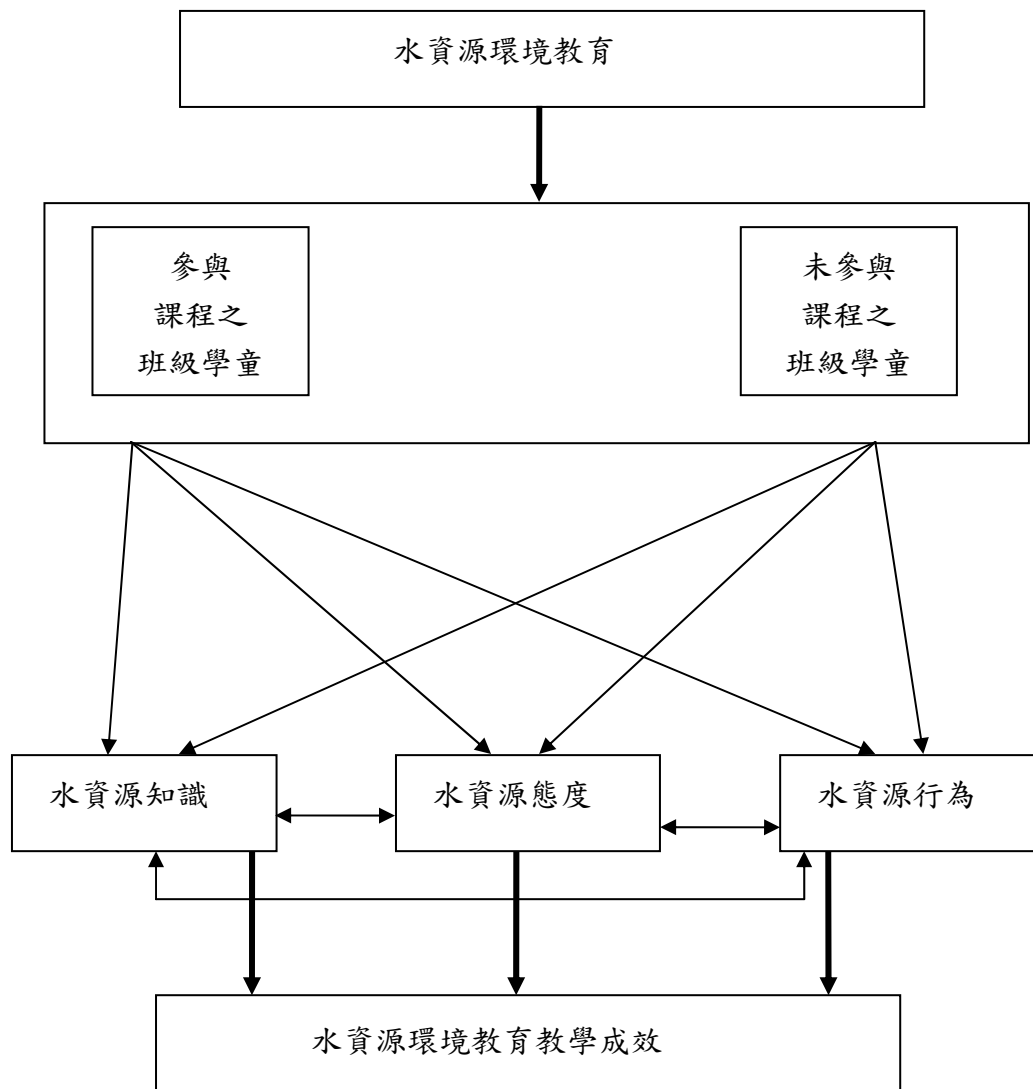 水資源環境教育
參與
課程之
班級學童
未參與
課程之
班級學童
水資源知識
水資源態度
水資源行為
水資源環境教育教學成效